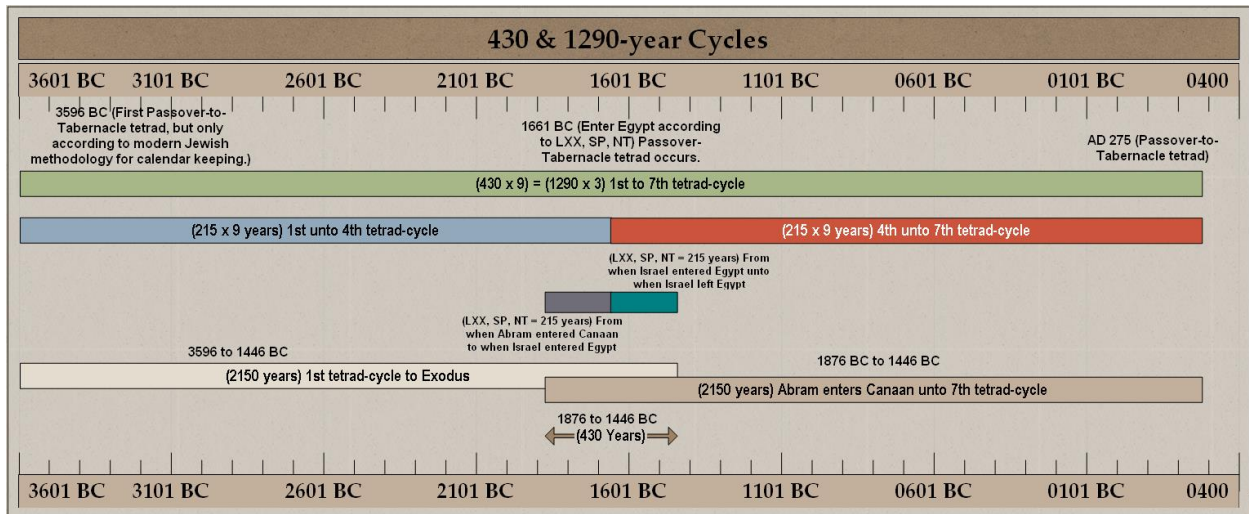 430 & 1290-year Cycles
3601 BC 3101 BC 2601 BC 2101 BC 1601 BC 1101 BC 0601 BC 0101 BC 0400
3596 BC (First Passover-to-
Tabernacle tetrad, but only
according to modern Jewish
methodology for calendar keeping.)
1661 BC (Enter Egypt according
to LXX, SP, NT) Passover-
Tabernacle tetrad occurs.
AD 275 (Passover-to-
Tabernacle tetrad)
(430 x 9) = (1290 x 3) 1st to 7th tetrad-cycle
(215 x 9 years) 1st unto 4th tetrad-cycle
(215 x 9 years) 4th unto 7th tetrad-cycle
(LXX, SP, NT = 215 years) From
when Israel entered Egypt unto
when Israel left Egypt
(LXX, SP, NT = 215 years) From
when Abram entered Canaan
to when Israel entered Egypt
3596 to 1446 BC
(2150 years) 1st tetrad-cycle to Exodus
1876 BC to 1446 BC
(2150 years) Abram enters Canaan unto 7th tetrad-cycle
1876 to 1446 BC
(430 Years)
3601 BC 3101 BC 2601 BC 2101 BC 1601 BC 1101 BC 0601 BC 0101 BC 0400